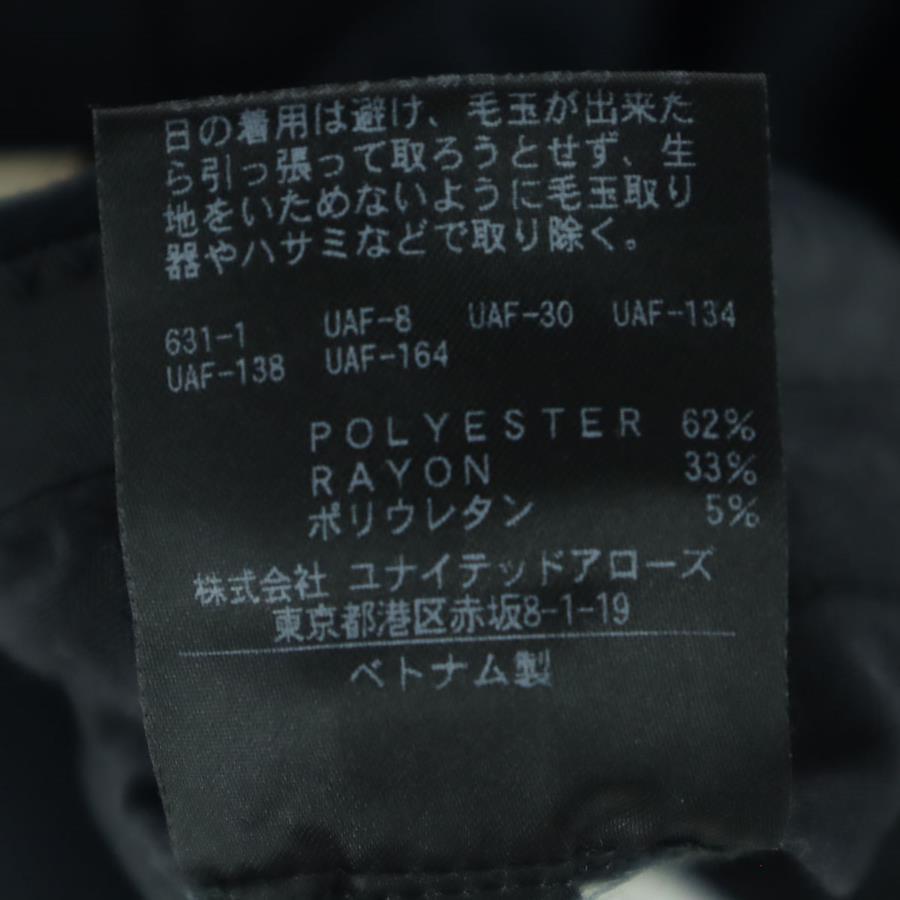 日の着用は避け、毛玉が出来た
ら引っ張って取ろうとせず、生
地をいためないように毛玉取り
器やハサミなどで取り除く。
631-1 UAF-8 UAF-30 UAF-134
UAF-138 UAF-164
POLYESTER 62%
RAYON 33%
ポリウレタン 5%
株式会社 ユナイテッドアローズ
東京都港区赤坂8-1-19
ベトナム製